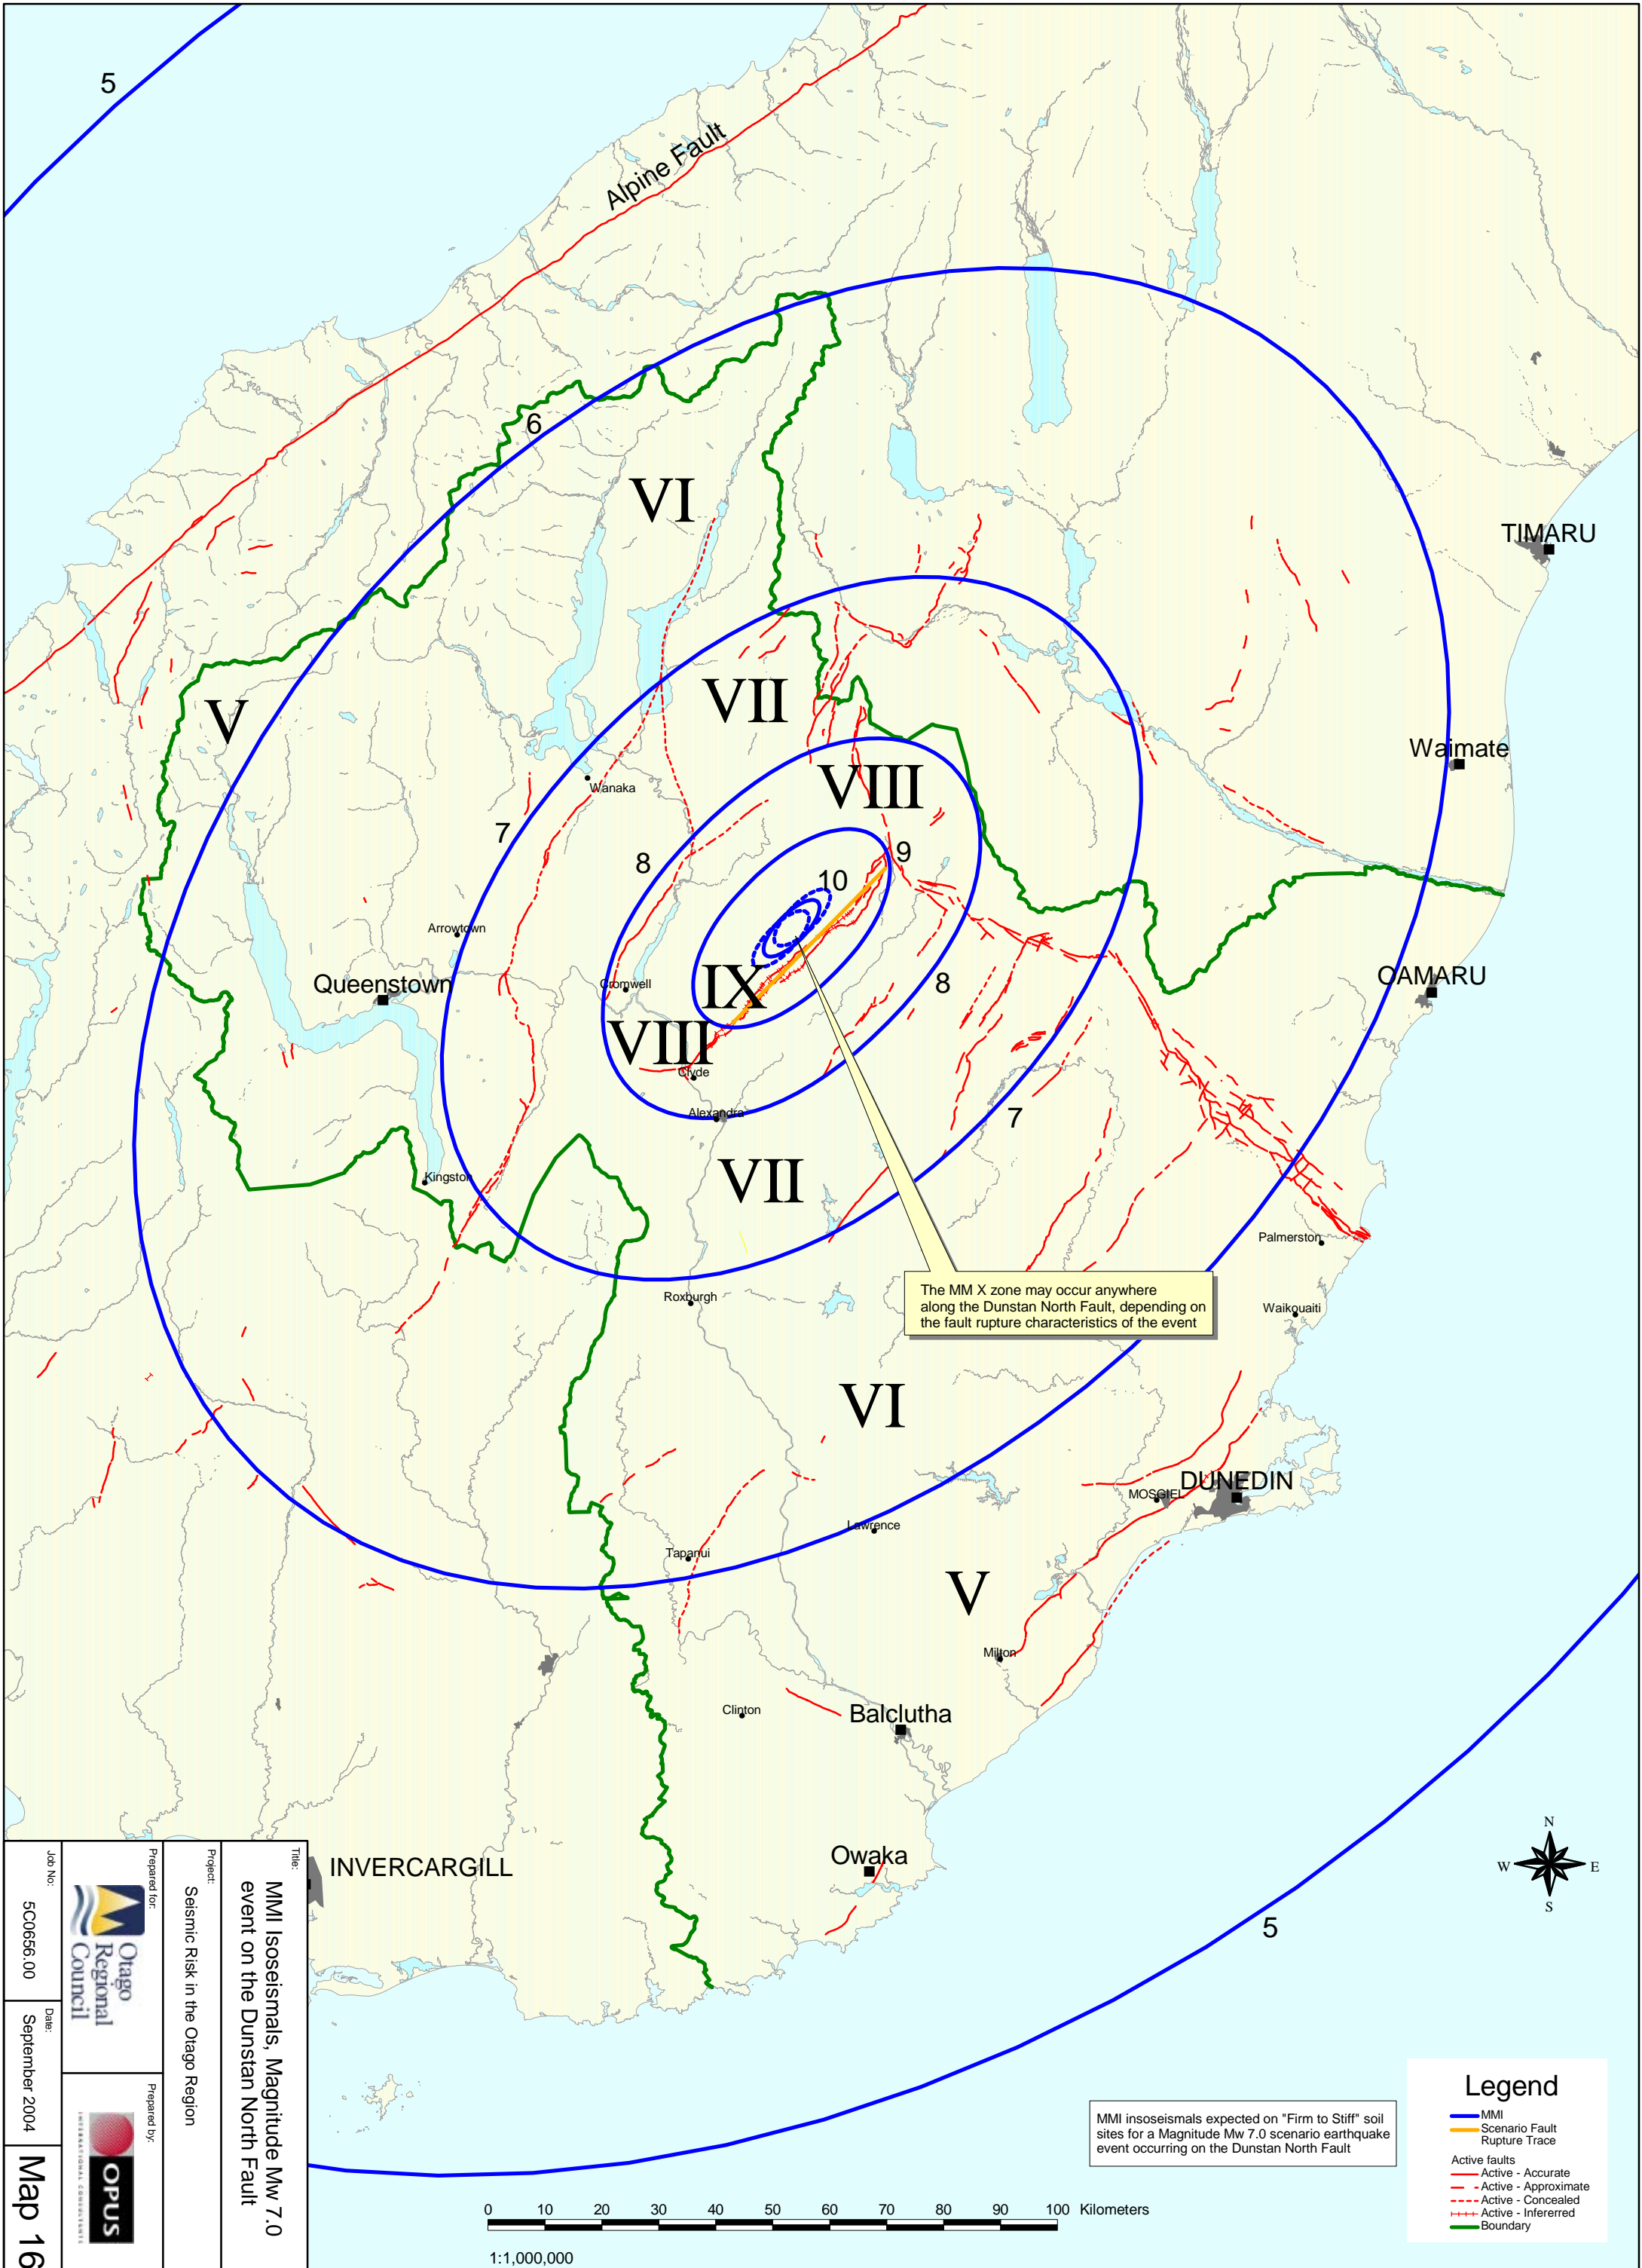 5
Alpine Fault
6
VI
TIMARU
V
VII
Waimate
VIII
Wanaka
7
8
9
10
Arrowtown
Queenstown
Cromwell
IX
8
OAMARU
VIII
Clyde
Alexandra
7
VII
Kingston
Palmerston
Roxburgh
Waikouaiti
The MM X zone may occur anywhere
along the Dunstan North Fault, depending on
the fault rupture characteristics of the event
VI
DUNEDIN
MOSGIEL
Lawrence
Tapanui
V
Milton
Clinton
Balclutha
Owaka
INVERCARGILL
N
W
E
S
5
Title:
MMI Isoseismals, Magnitude Mw 7.0
event on the Dunstan North Fault
Project:
Seismic Risk in the Otago Region
Prepared for:
Otago
Regional
Council
Prepared by:
OPUS
INTERNATIONAL CONSULTANTS
Job No:
5C0656.00
Date:
September 2004
Map 16
MMI insoseismals expected on "Firm to Stiff" soil
sites for a Magnitude Mw 7.0 scenario earthquake
event occurring on the Dunstan North Fault
Legend
MMI
Scenario Fault
Rupture Trace
Active faults
Active - Accurate
Active - Approximate
Active - Concealed
Active - Infererred
Boundary
0 10 20 30 40 50 60 70 80 90 100 Kilometers
1:1,000,000